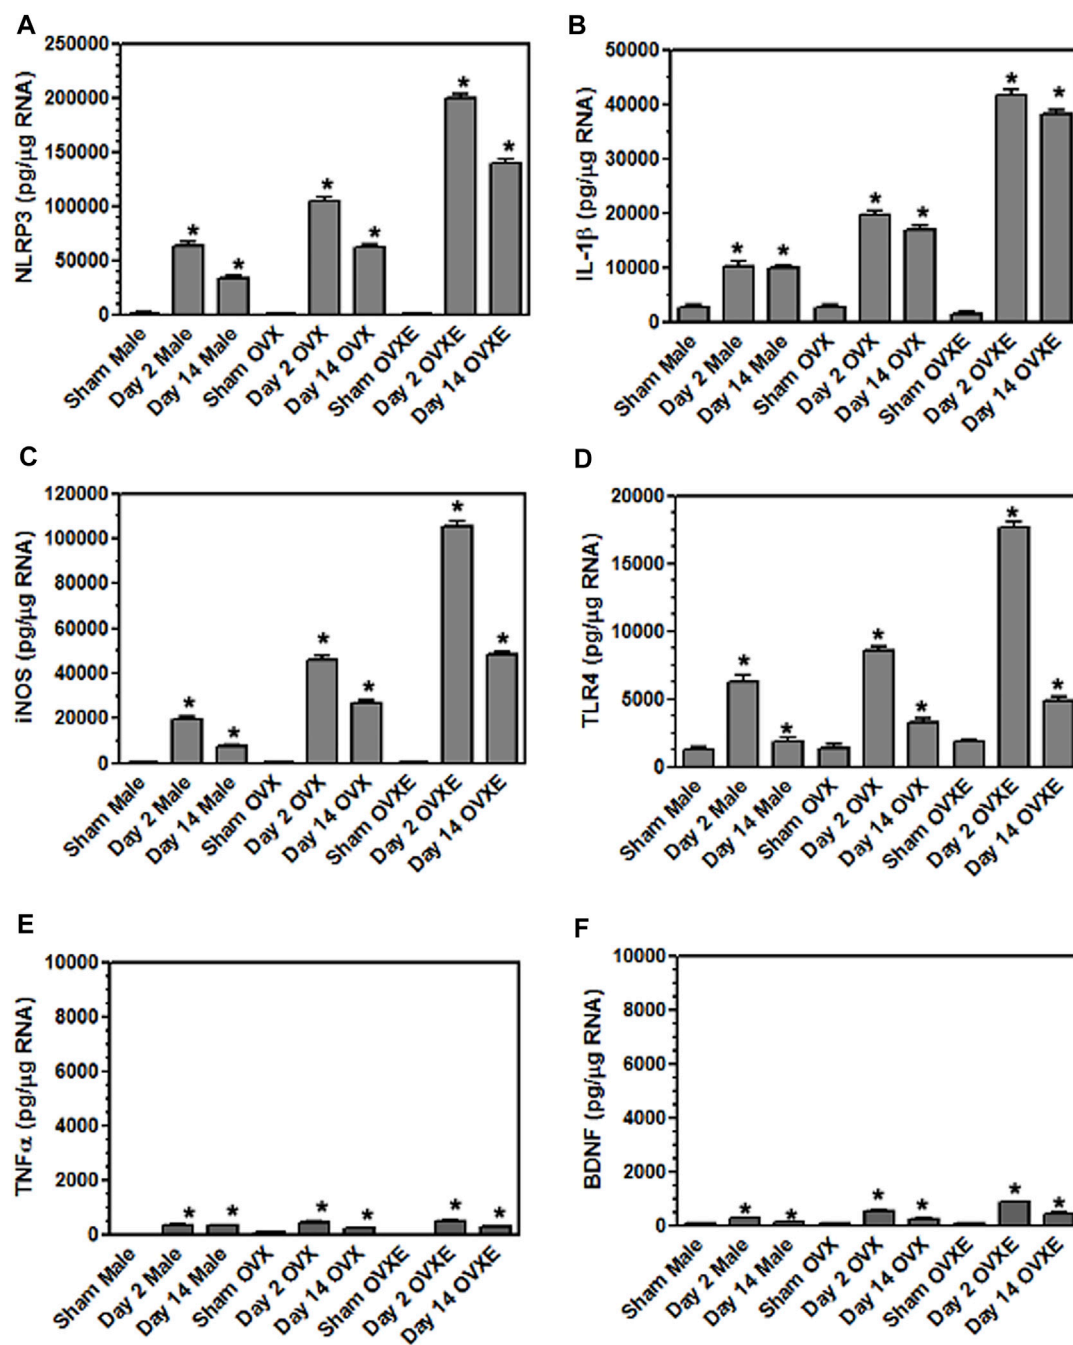 A
NLRP3 (pg/μg RNA)
250000
200000
150000
100000
50000
0
* * * * * *
Sham Male
Day 2 Male
Day 14 Male
Sham OVX
Day 2 OVX
Day 14 OVX
Sham OVXE
Day 2 OVXE
Day 14 OVXE
B
IL-1β (pg/μg RNA)
50000
40000
30000
20000
10000
0
* * * * * *
Sham Male
Day 2 Male
Day 14 Male
Sham OVX
Day 2 OVX
Day 14 OVX
Sham OVXE
Day 2 OVXE
Day 14 OVXE
C
iNOS (pg/μg RNA)
120000
100000
80000
60000
40000
20000
0
* * * * * *
Sham Male
Day 2 Male
Day 14 Male
Sham OVX
Day 2 OVX
Day 14 OVX
Sham OVXE
Day 2 OVXE
Day 14 OVXE
D
TLR4 (pg/μg RNA)
20000
15000
10000
5000
0
* * * * * *
Sham Male
Day 2 Male
Day 14 Male
Sham OVX
Day 2 OVX
Day 14 OVX
Sham OVXE
Day 2 OVXE
Day 14 OVXE
E
TNFα (pg/μg RNA)
10000
8000
6000
4000
2000
0
* * * * * *
Sham Male
Day 2 Male
Day 14 Male
Sham OVX
Day 2 OVX
Day 14 OVX
Sham OVXE
Day 2 OVXE
Day 14 OVXE
F
BDNF (pg/μg RNA)
10000
8000
6000
4000
2000
0
* * * * * *
Sham Male
Day 2 Male
Day 14 Male
Sham OVX
Day 2 OVX
Day 14 OVX
Sham OVXE
Day 2 OVXE
Day 14 OVXE